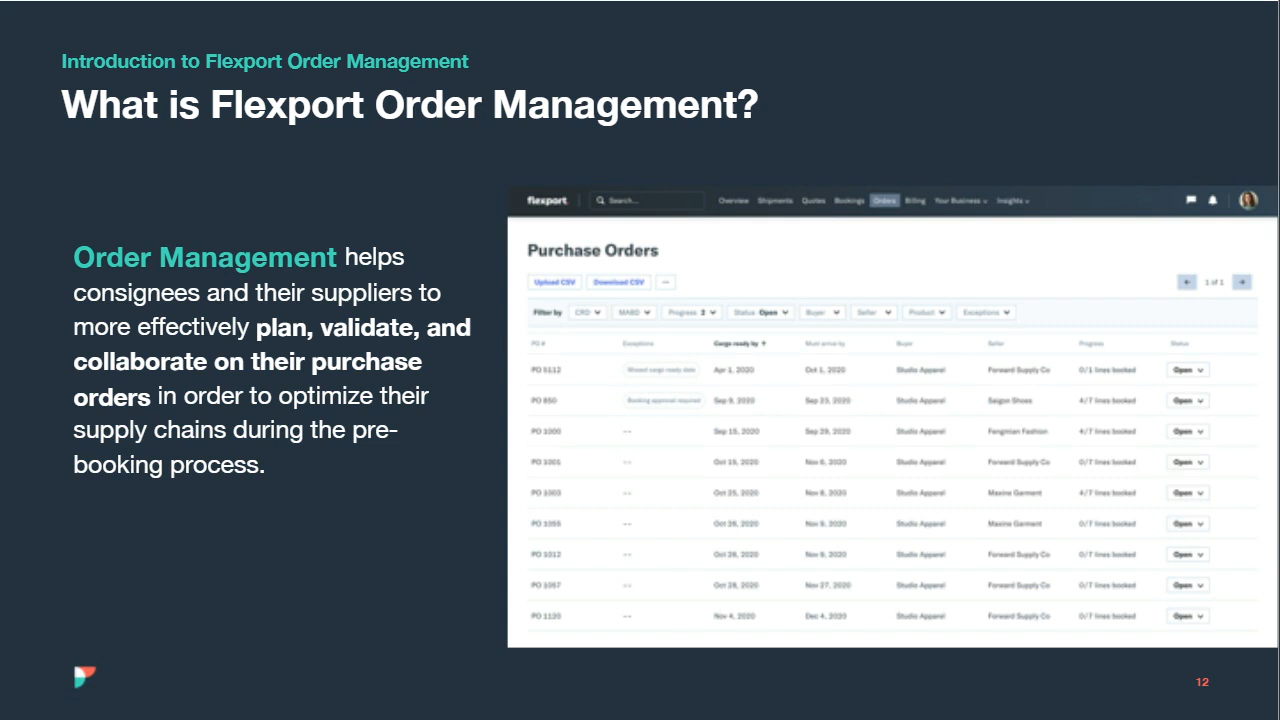 Introduction to Flexport Order Management
What is Flexport Order Management?
Order Management helps
consignees and their suppliers to
more effectively plan, validate, and
collaborate on their purchase
orders in order to optimize their
supply chains during the pre-
booking process.
flexport.
Search...
Overview Shipments Quotes Bookings Orders Billing Your Business Insights
Purchase Orders
Upload CSV Download CSV
1 of 1
Filter by CRD MABD Progress 2 Status Open Buyer Seller Product Exceptions
PO # Exceptions Cargo ready by Must arrive by Buyer Seller Progress Status
PO 5112 Missed cargo ready date Apr 1, 2020 Oct 1, 2020 Studio Apparel Forward Supply Co 0/1 lines booked Open
PO 850 Booking approval required Sep 9, 2020 Sep 23, 2020 Studio Apparel Saigon Shoes 4/7 lines booked Open
PO 1000 -- Sep 15, 2020 Sep 29, 2020 Studio Apparel Fengmian Fashion 4/7 lines booked Open
PO 1001 -- Oct 15, 2020 Nov 6, 2020 Studio Apparel Forward Supply Co 0/7 lines booked Open
PO 1003 -- Oct 25, 2020 Nov 8, 2020 Studio Apparel Maxine Garment 4/7 lines booked Open
PO 1055 -- Oct 26, 2020 Nov 9, 2020 Studio Apparel Maxine Garment 0/7 lines booked Open
PO 1012 -- Oct 26, 2020 Nov 9, 2020 Studio Apparel Forward Supply Co 0/7 lines booked Open
PO 1057 -- Oct 28, 2020 Nov 27, 2020 Studio Apparel Forward Supply Co 0/7 lines booked Open
PO 1120 -- Nov 4, 2020 Dec 4, 2020 Studio Apparel Forward Supply Co 0/7 lines booked Open
12